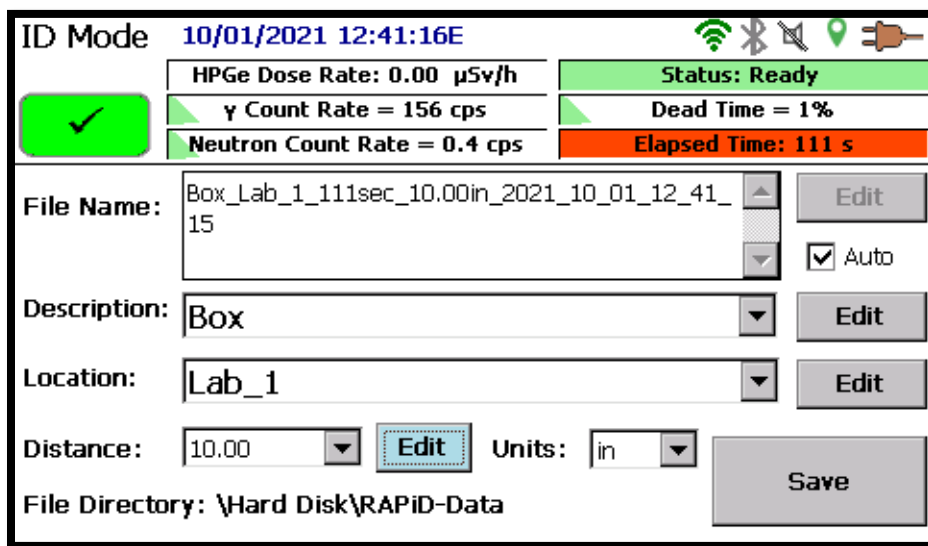 ID Mode 10/01/2021 12:41:16E
HPGe Dose Rate: 0.00 µSv/h Status: Ready
γ Count Rate = 156 cps Dead Time = 1%
Neutron Count Rate = 0.4 cps Elapsed Time: 111 s
File Name: Box_Lab_1_111sec_10.00in_2021_10_01_12_41_ Edit
15
Auto
Description: Box Edit
Location: Lab_1 Edit
Distance: 10.00 Edit Units: in
Save
File Directory: \Hard Disk\RAPiD-Data